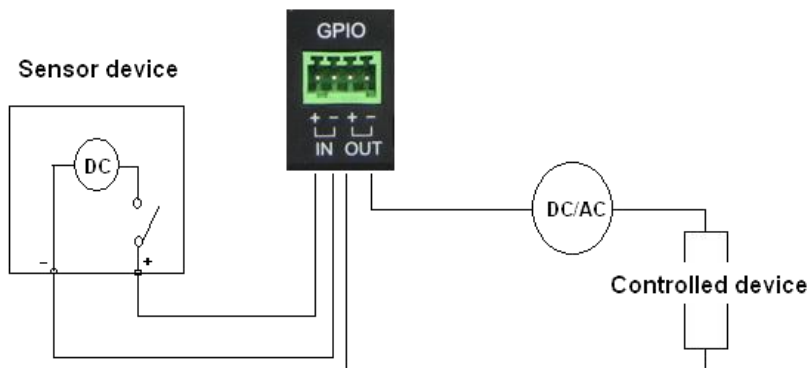 GPIO
Sensor device
+ - + -
IN OUT
DC
DC/AC
- +
Controlled device